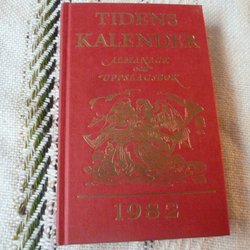 TIDENS
KALENDER
ALMANACK
OCH
UPPSLAGSBOK
1982